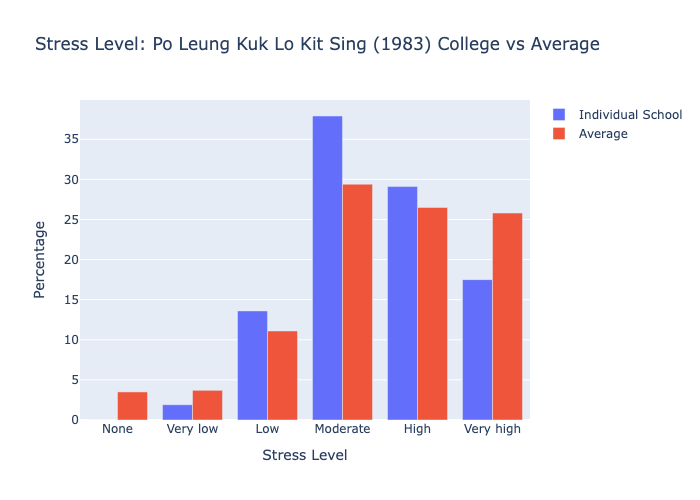 Stress Level: Po Leung Kuk Lo Kit Sing (1983) College vs Average
Individual School
Average
Percentage
35
30
25
20
15
10
5
0
None Very low Low Moderate High Very high
Stress Level